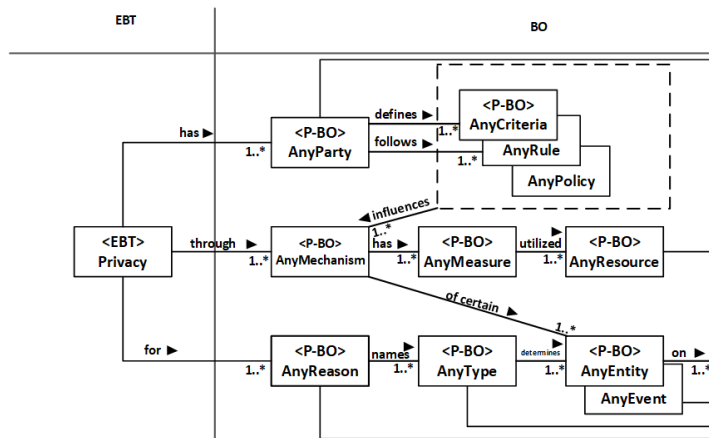 EBT
BO
defines
<P-BO>
AnyCriteria
has
<P-BO>
AnyParty
1..*
1..*
follows
1..*
AnyRule
AnyPolicy
influences
1..*
<EBT>
Privacy
through
1..*
<P-BO>
AnyMechanism
has
1..*
<P-BO>
AnyMeasure
utilized
1..*
<P-BO>
AnyResource
of certain
1..*
for
1..*
<P-BO>
AnyReason
names
1..*
<P-BO>
AnyType
determines
1..*
<P-BO>
AnyEntity
on
1..*
AnyEvent